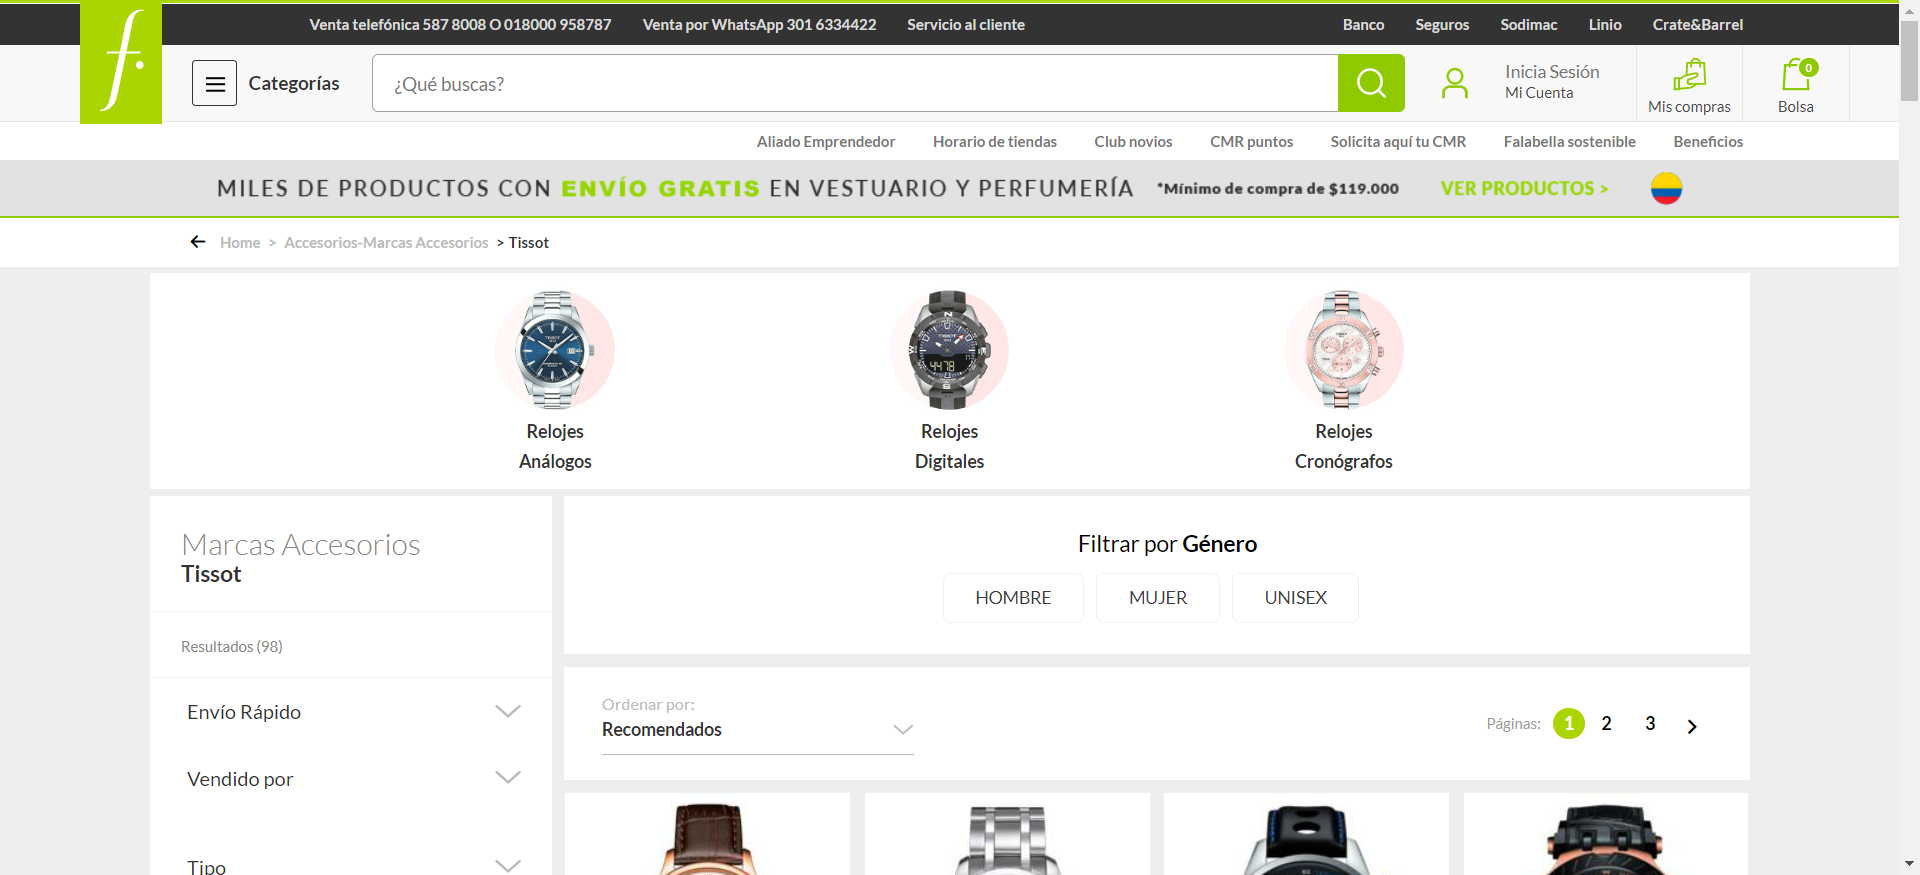 Venta telefónica 587 8008 O 018000 958787 Venta por WhatsApp 301 6334422 Servicio al cliente Banco Seguros Sodimac Linio Crate&Barrel
f.
Categorías ¿Qué buscas? Inicia Sesión
Mi Cuenta
Mis compras
0
Bolsa
Aliado Emprendedor Horario de tiendas Club novios CMR puntos Solicita aquí tu CMR Falabella sostenible Beneficios
MILES DE PRODUCTOS CON ENVÍO GRATIS EN VESTUARIO Y PERFUMERÍA *Mínimo de compra de $119.000 VER PRODUCTOS >
Home > Accesorios-Marcas Accesorios > Tissot
Relojes
Análogos
Relojes
Digitales
Relojes
Cronógrafos
Marcas Accesorios
Tissot
Resultados (98)
Envío Rápido
Vendido por
Tipo
Filtrar por Género
HOMBRE MUJER UNISEX
Ordenar por:
Recomendados
Páginas: 1 2 3 >